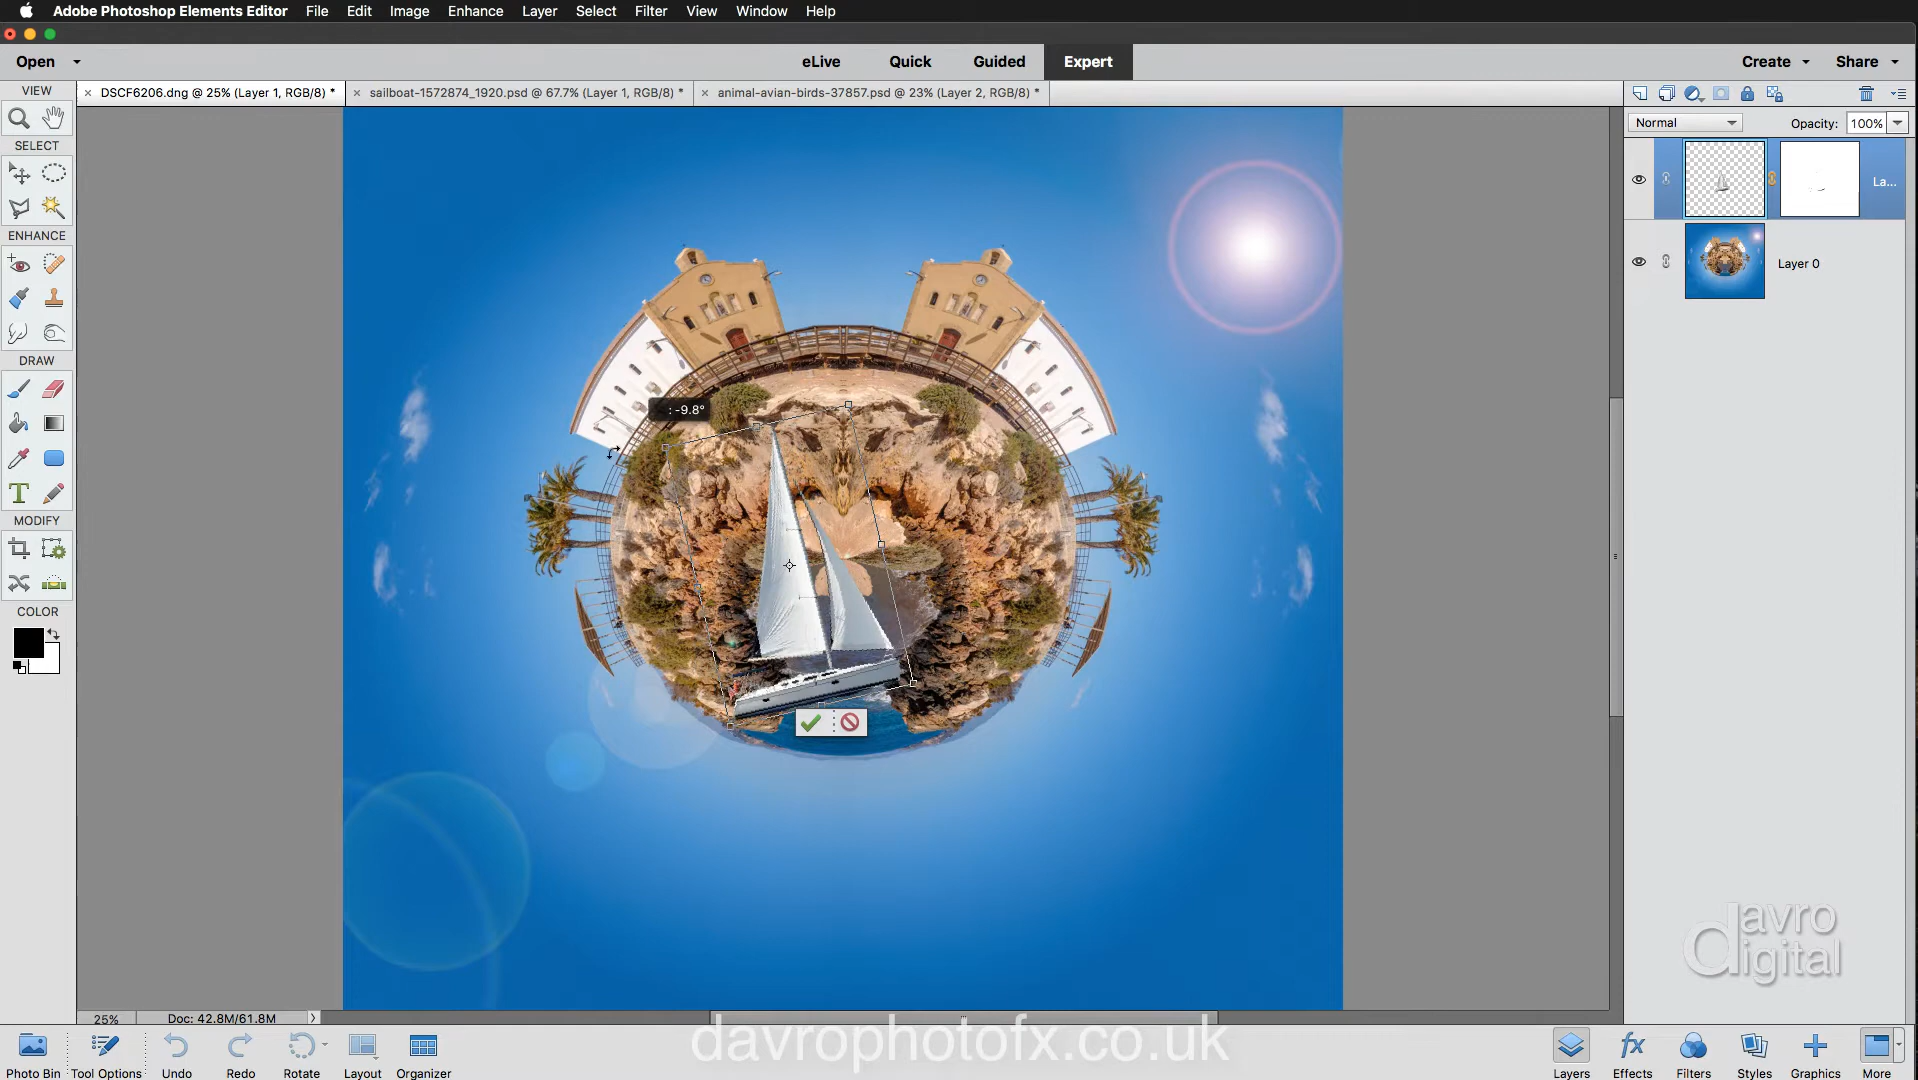 Adobe Photoshop Elements Editor File Edit Image Enhance Layer Select Filter View Window Help
Open eLive Quick Guided Expert Create Share
VIEW
DSCF6206.dng @ 25% (Layer 1, RGB/8) *
sailboat-1572874_1920.psd @ 67.7% (Layer 1, RGB/8) *
animal-avian-birds-37857.psd @ 23% (Layer 2, RGB/8) *
Normal Opacity: 100%
SELECT
La...
ENHANCE
Layer 0
DRAW
: -9.8°
T
MODIFY
COLOR
davro
digital
25% Doc: 42.8M/61.8M
davrophotofx.co.uk
fx
Photo Bin Tool Options Undo Redo Rotate Layout Organizer Layers Effects Filters Styles Graphics More